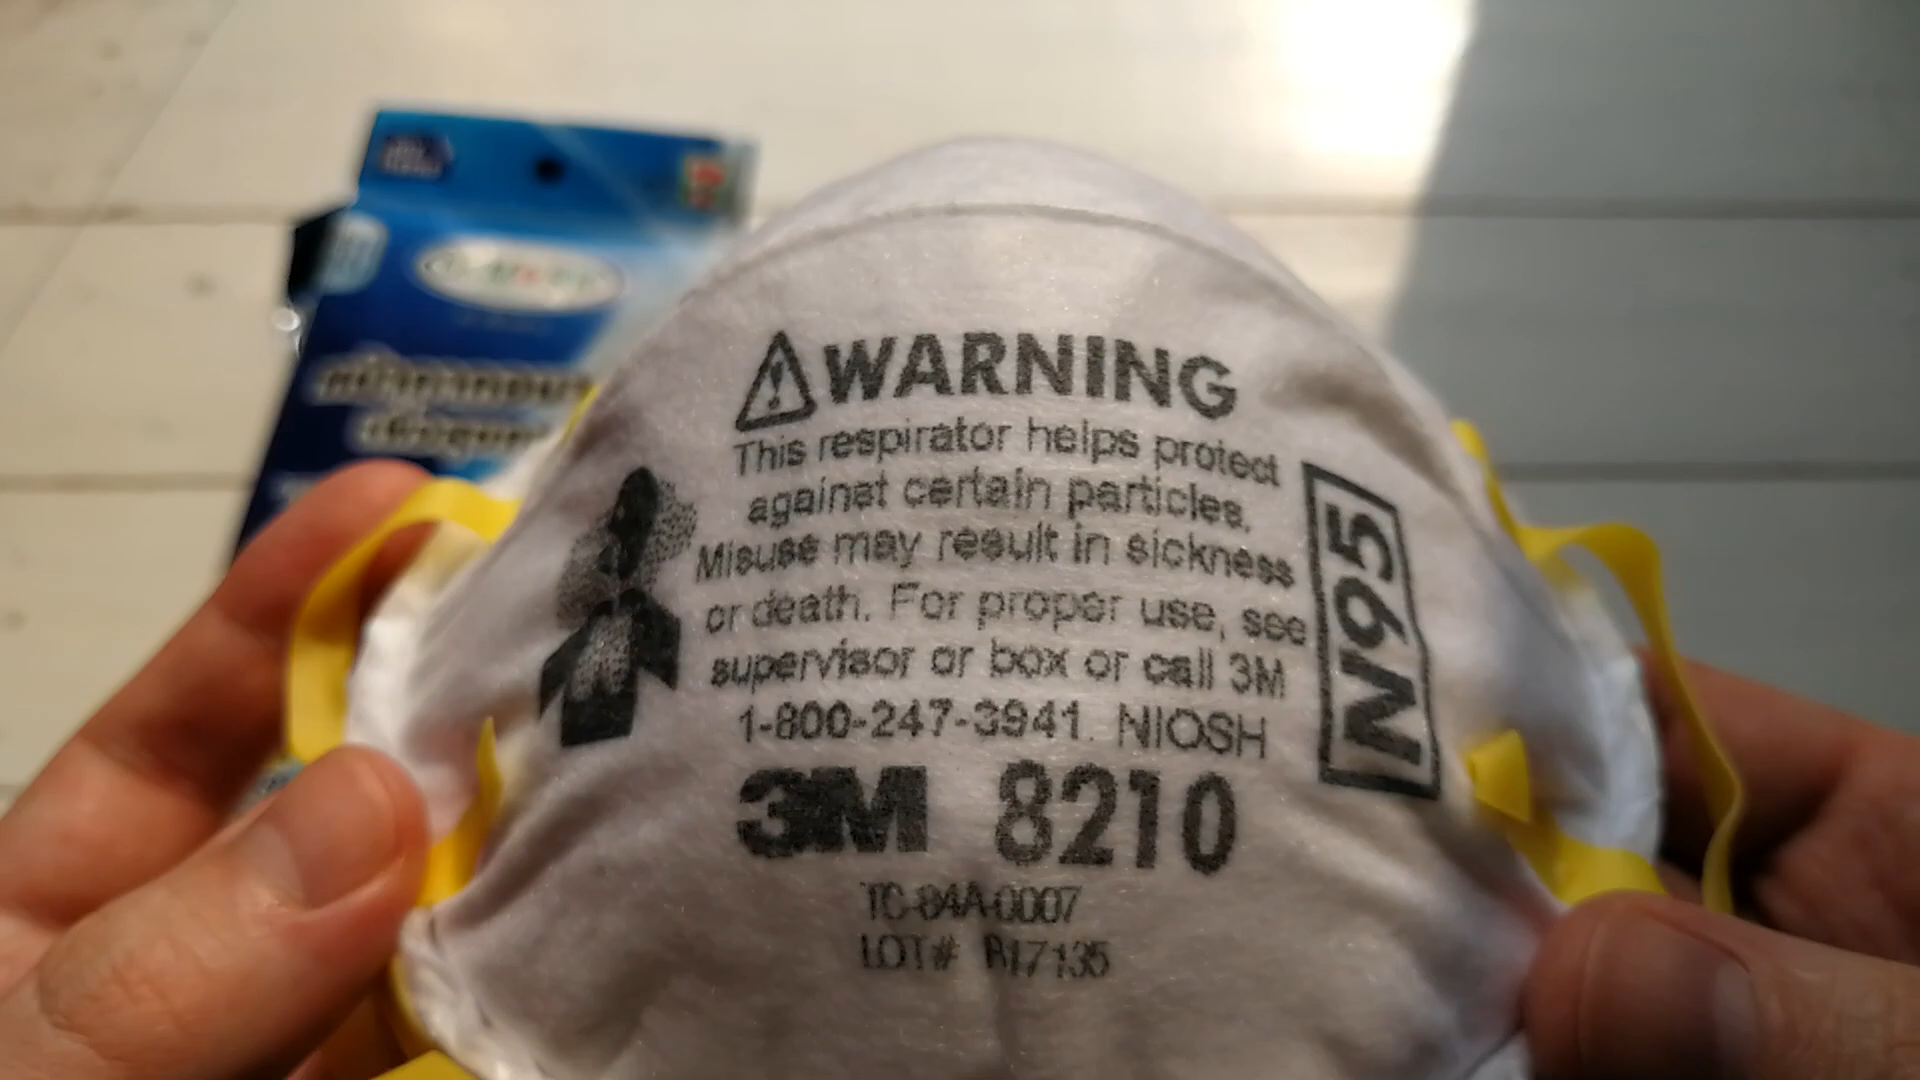 WARNING
This respirator helps protect
against certain particles.
Misuse may result in sickness
or death. For proper use, see
supervisor or box or call 3M
1-800-247-3941. NIOSH
3M 8210
TC-84A-0007
LOT# B17135
N95